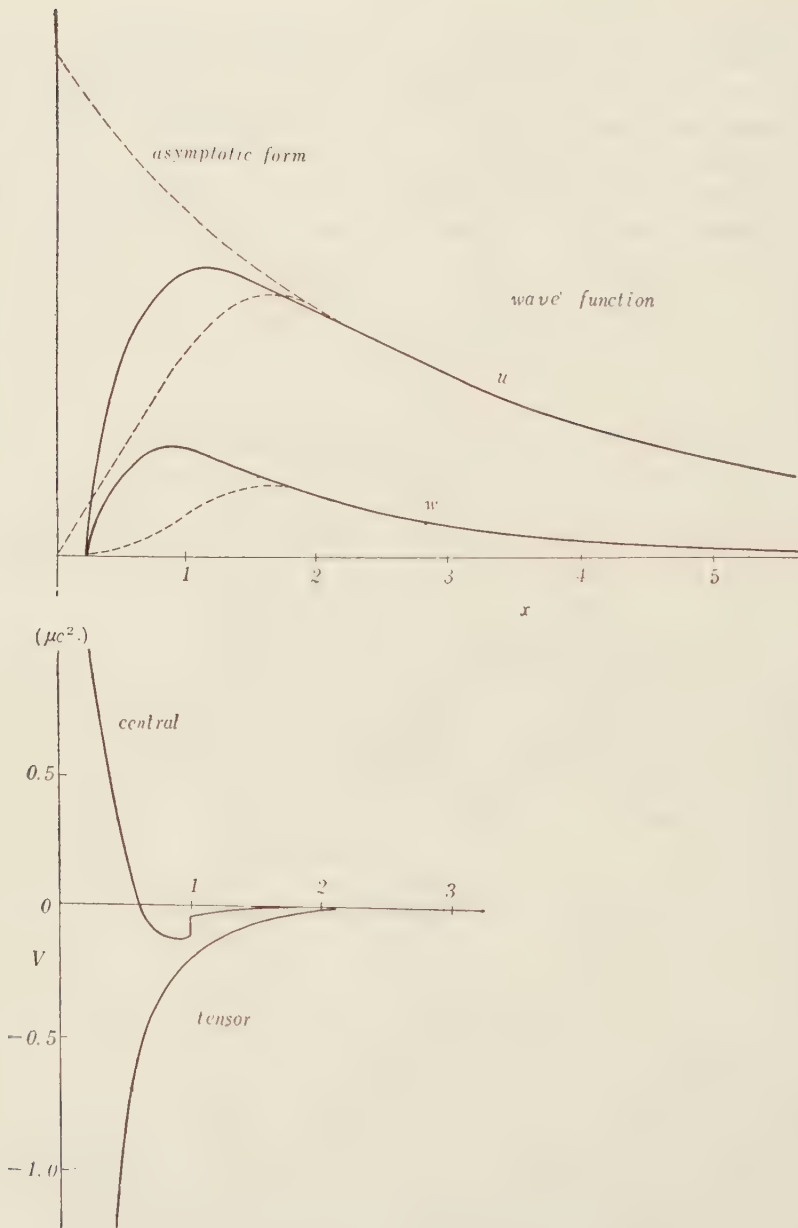 asymptotic form
wave function
u
w
1 2 3 4 5
x
(μc².)
central
0.5
1 2 3
0
V
tensor
−0.5
−1.0